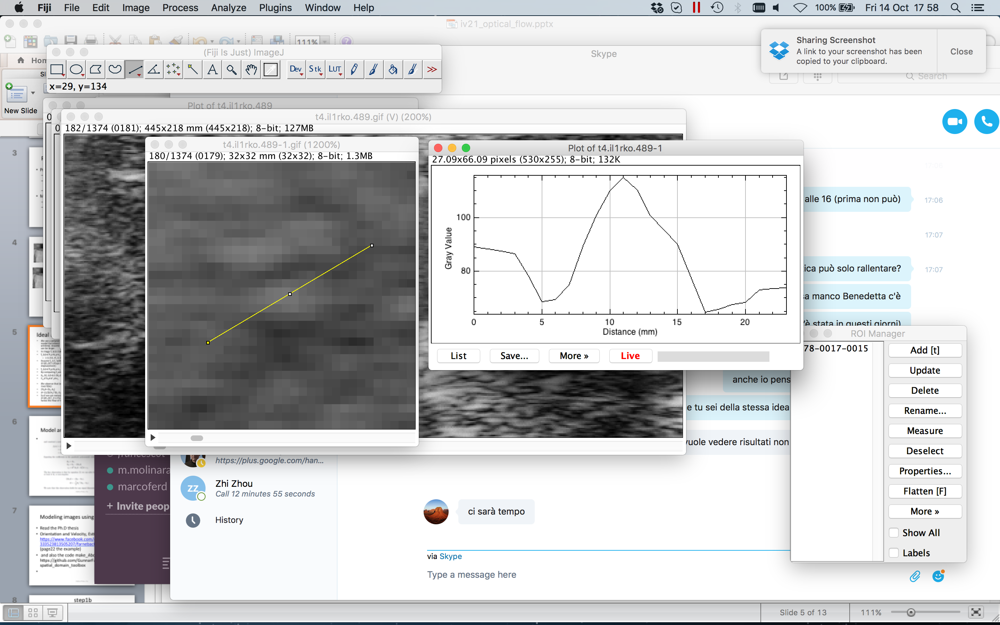 Fiji File Edit Image Process Analyze Plugins Window Help
100% Fri 14 Oct 17 58
iv21_optical_flow.pptx
111%
Sharing Screenshot
A link to your screenshot has been
copied to your clipboard.
Close
(Fiji Is Just) ImageJ
Dev Stk LUT >>
x=29, y=134
Skype
Search
New Slide
Plot of t4.il1rko.489
t4.il1rko.489.gif (V) (200%)
182/1374 (0181); 445x218 mm (445x218); 8-bit; 127MB
t4.il1rko.489-1.gif (1200%)
180/1374 (0179); 32x32 mm (32x32); 8-bit; 1.3MB
Plot of t4.il1rko.489-1
27.09x66.09 pixels (530x255); 8-bit; 132K
100
80
Gray Value
0 5 10 15 20
Distance (mm)
List Save... More » Live
alle 16 (prima non può)
17:06
17:07
ica può solo rallentare?
17:07
a manco Benedetta c'è
'è stata in questi giorni)
anche io pens
e tu sei della stessa idea
vuole vedere risultati non
ROI Manager
78-0017-0015
Add [t]
Update
Delete
Rename...
Measure
Deselect
Properties...
Flatten [F]
More »
Show All
Labels
3
4
5
Ideal
6
Model
7
Modeling images using
• Read the Ph.D thesis
• Orientation and Velocity, Est
https://www.facebook.com/
333523813505207/farneback
(page22 the example)
• and also the code make_Abc
https://github.com/GunnarF
spatial_domain_toolbox
8
step1b
m.molinara
marcoferd
+ Invite peop
https://plus.google.com/han...
ZZ
Zhi Zhou
Call 12 minutes 55 seconds
History
ci sarà tempo
via Skype
Type a message here
Slide 5 of 13
111%